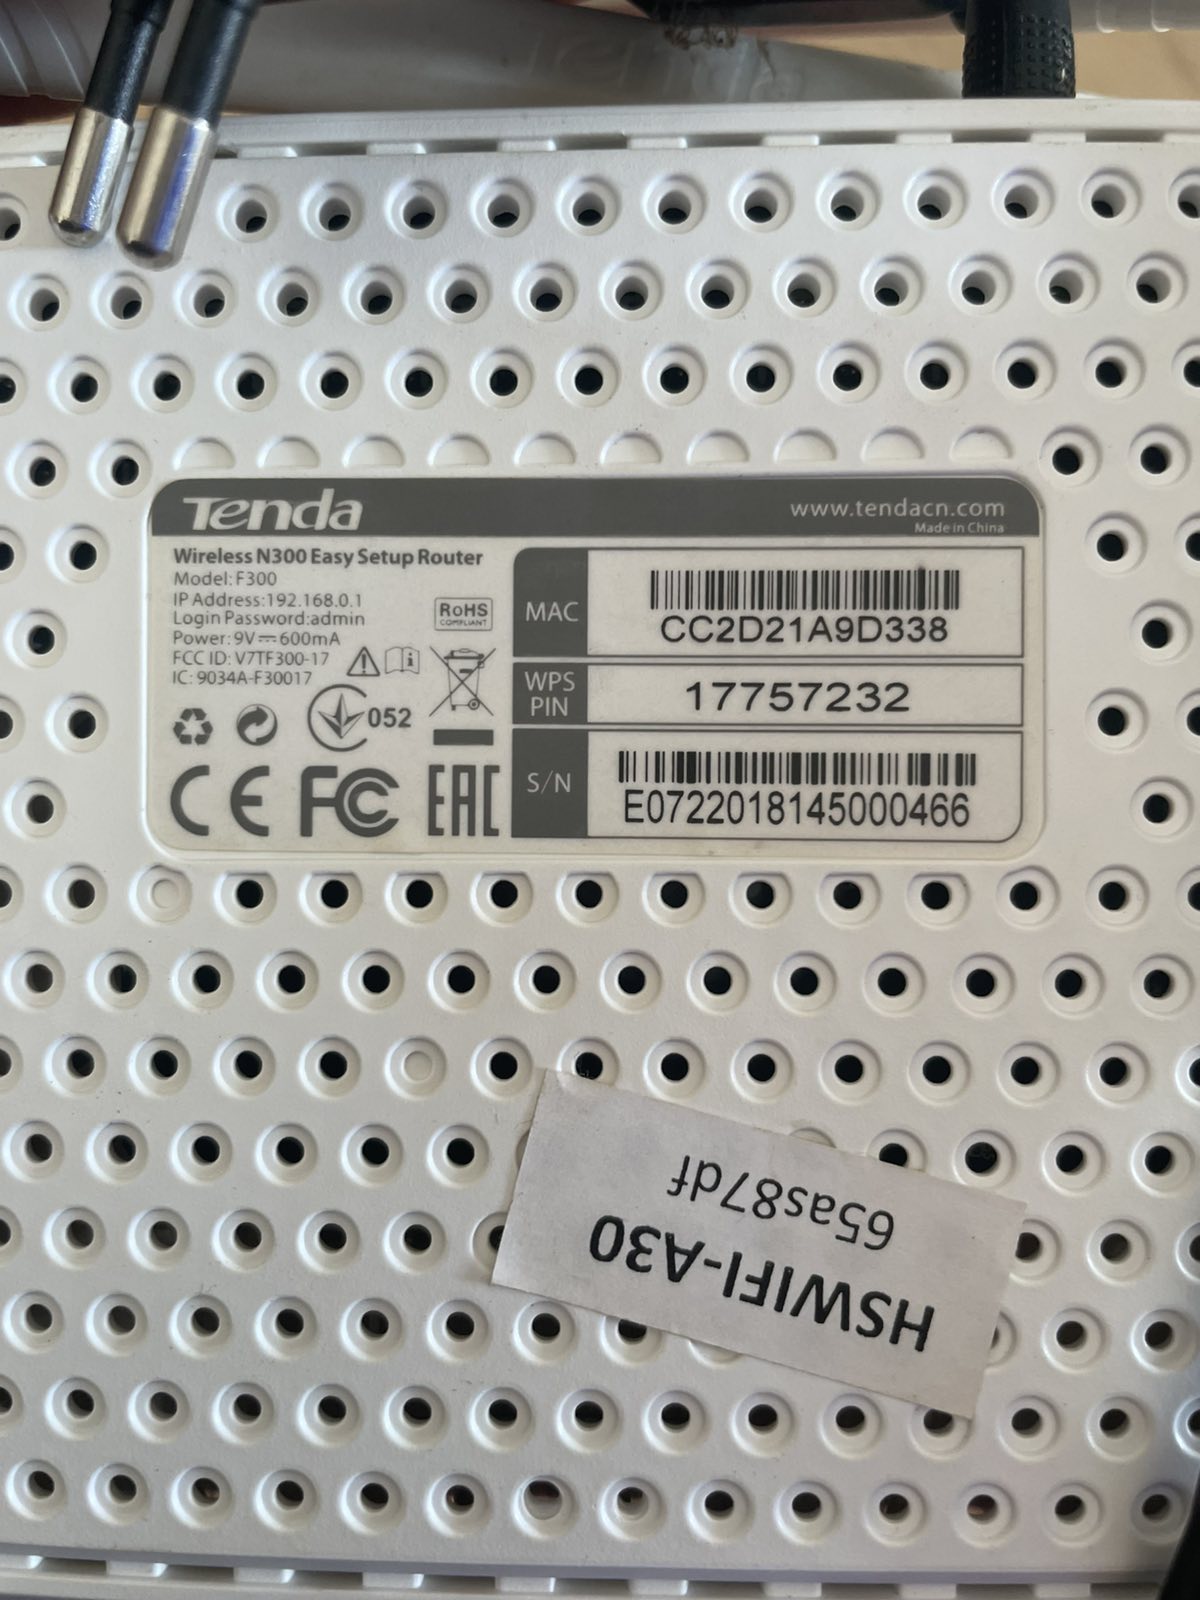 Tenda
www.tendacn.com
Made in China
Wireless N300 Easy Setup Router
Model: F300
IP Address:192.168.0.1
Login Password:admin
Power: 9V⎓600mA
FCC ID: V7TF300-17
IC: 9034A-F30017
RoHS
COMPLIANT
052
CE FC EAC
MAC
CC2D21A9D338
WPS
PIN
17757232
S/N
E0722018145000466
HSWIFI-A30
65as87df